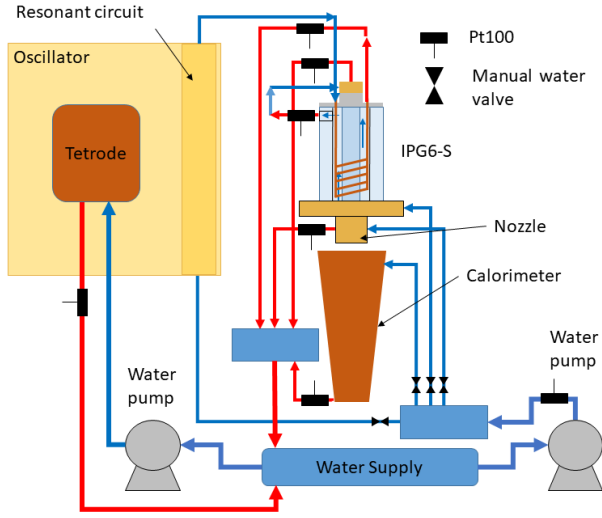 Resonant circuit
Oscillator
Tetrode
Pt100
Manual water
valve
IPG6-S
Nozzle
Calorimeter
Water
pump
Water
pump
Water Supply